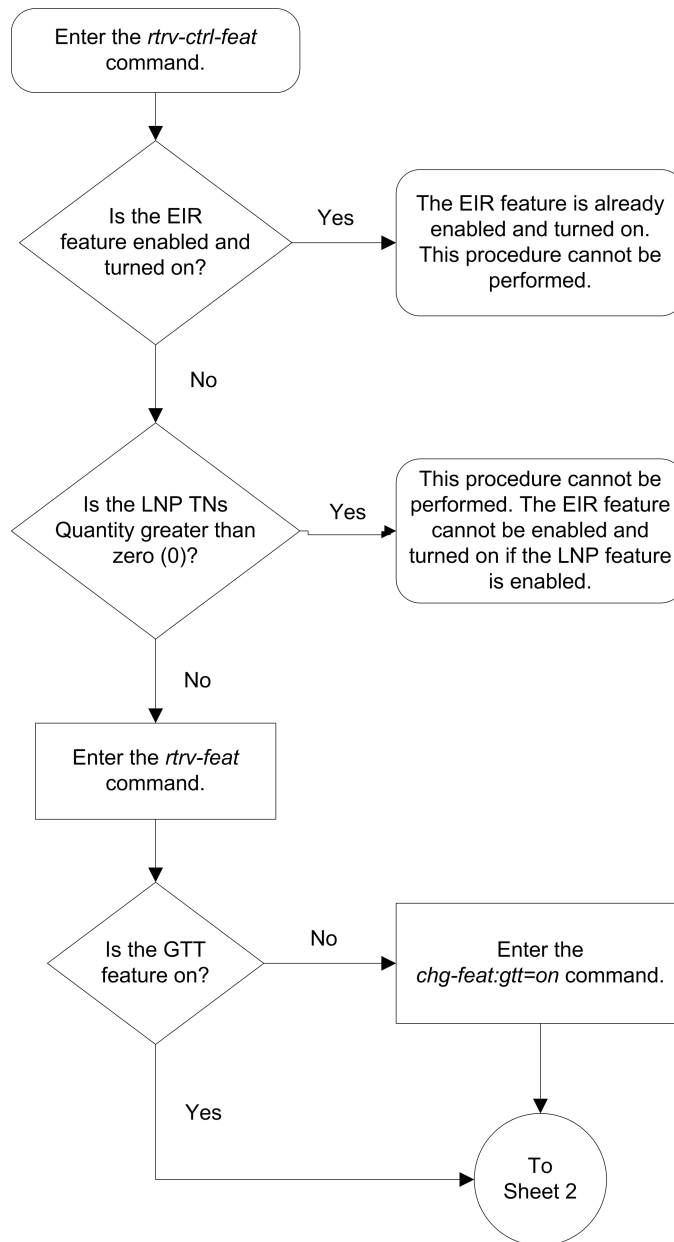 Enter the rtrv-ctrl-feat
command.
Is the EIR
feature enabled and
turned on?
Yes
The EIR feature is already
enabled and turned on.
This procedure cannot be
performed.
No
Is the LNP TNs
Quantity greater than
zero (0)?
Yes
This procedure cannot be
performed. The EIR feature
cannot be enabled and
turned on if the LNP feature
is enabled.
No
Enter the rtrv-feat
command.
Is the GTT
feature on?
No
Enter the
chg-feat:gtt=on command.
Yes
To
Sheet 2